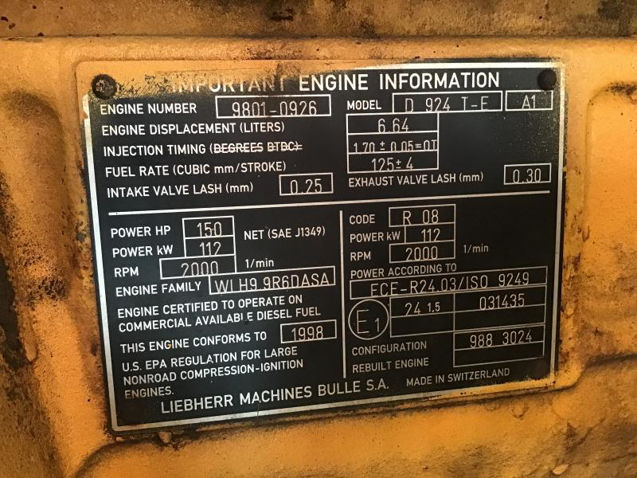 IMPORTANT ENGINE INFORMATION
ENGINE NUMBER 9801-0926 MODEL D 924 T-E A1
ENGINE DISPLACEMENT (LITERS) 6.64
INJECTION TIMING (DEGREES BTDC) 1.70 ± 0.05=OT
FUEL RATE (CUBIC mm/STROKE) 125± 4
INTAKE VALVE LASH (mm) 0.25 EXHAUST VALVE LASH (mm) 0.30
POWER HP 150 NET (SAE J1349)
POWER kW 112
RPM 2000 1/min
ENGINE FAMILY WLH9.9R6DASA
ENGINE CERTIFIED TO OPERATE ON
COMMERCIAL AVAILABLE DIESEL FUEL
THIS ENGINE CONFORMS TO 1998
U.S. EPA REGULATION FOR LARGE
NONROAD COMPRESSION-IGNITION
ENGINES.
CODE R 08
POWER kW 112
RPM 2000 1/min
POWER ACCORDING TO
ECE-R24.03/ISO 9249
E1 24 1.5 031435
CONFIGURATION 988 3024
REBUILT ENGINE
LIEBHERR MACHINES BULLE S.A. MADE IN SWITZERLAND